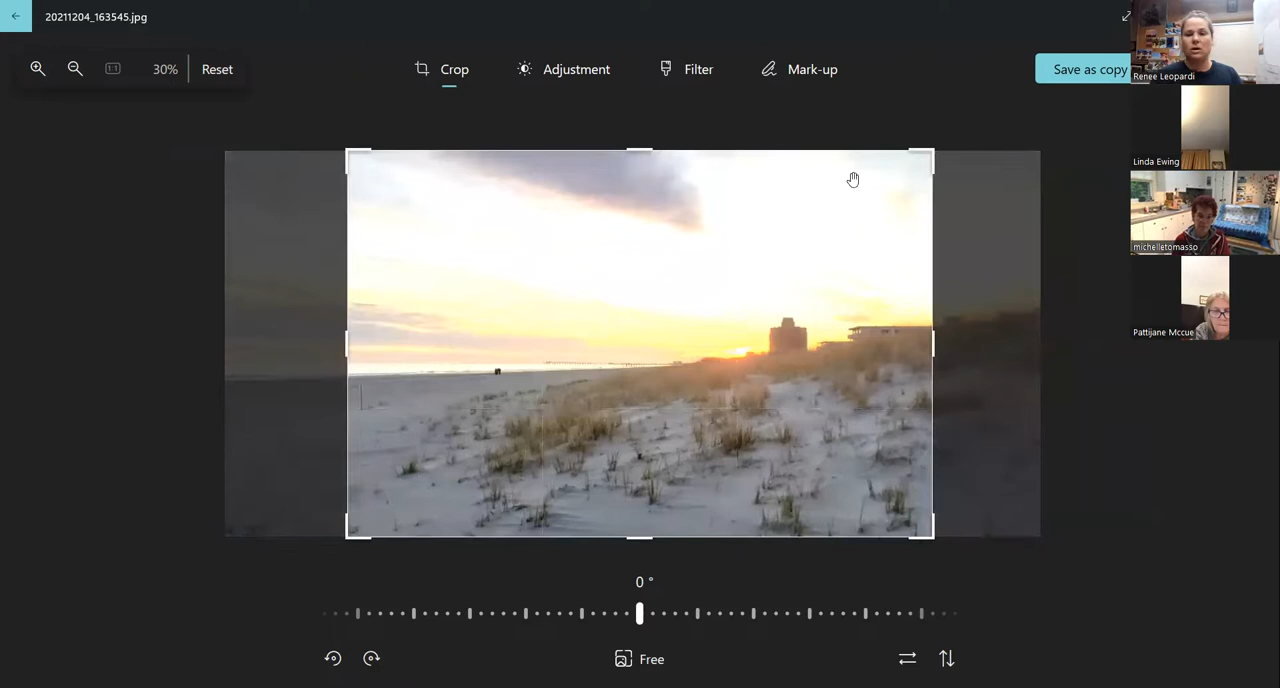 20211204_163545.jpg
30%
Reset
Crop
Adjustment
Filter
Mark-up
Save as copy
Renee Leopardi
Linda Ewing
michelletomasso
Pattijane Mccue
0 °
Free